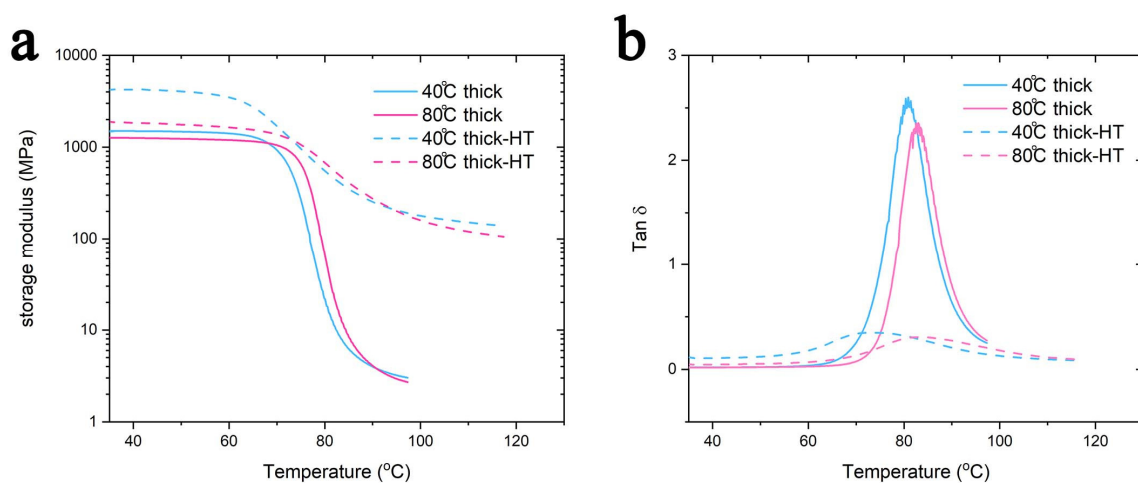 a
10000
1000
100
10
1
storage modulus (MPa)
40℃ thick
80℃ thick
40℃ thick-HT
80℃ thick-HT
40
60
80
100
120
Temperature (°C)
b
3
2
1
0
Tan δ
40℃ thick
80℃ thick
40℃ thick-HT
80℃ thick-HT
40
60
80
100
120
Temperature (°C)